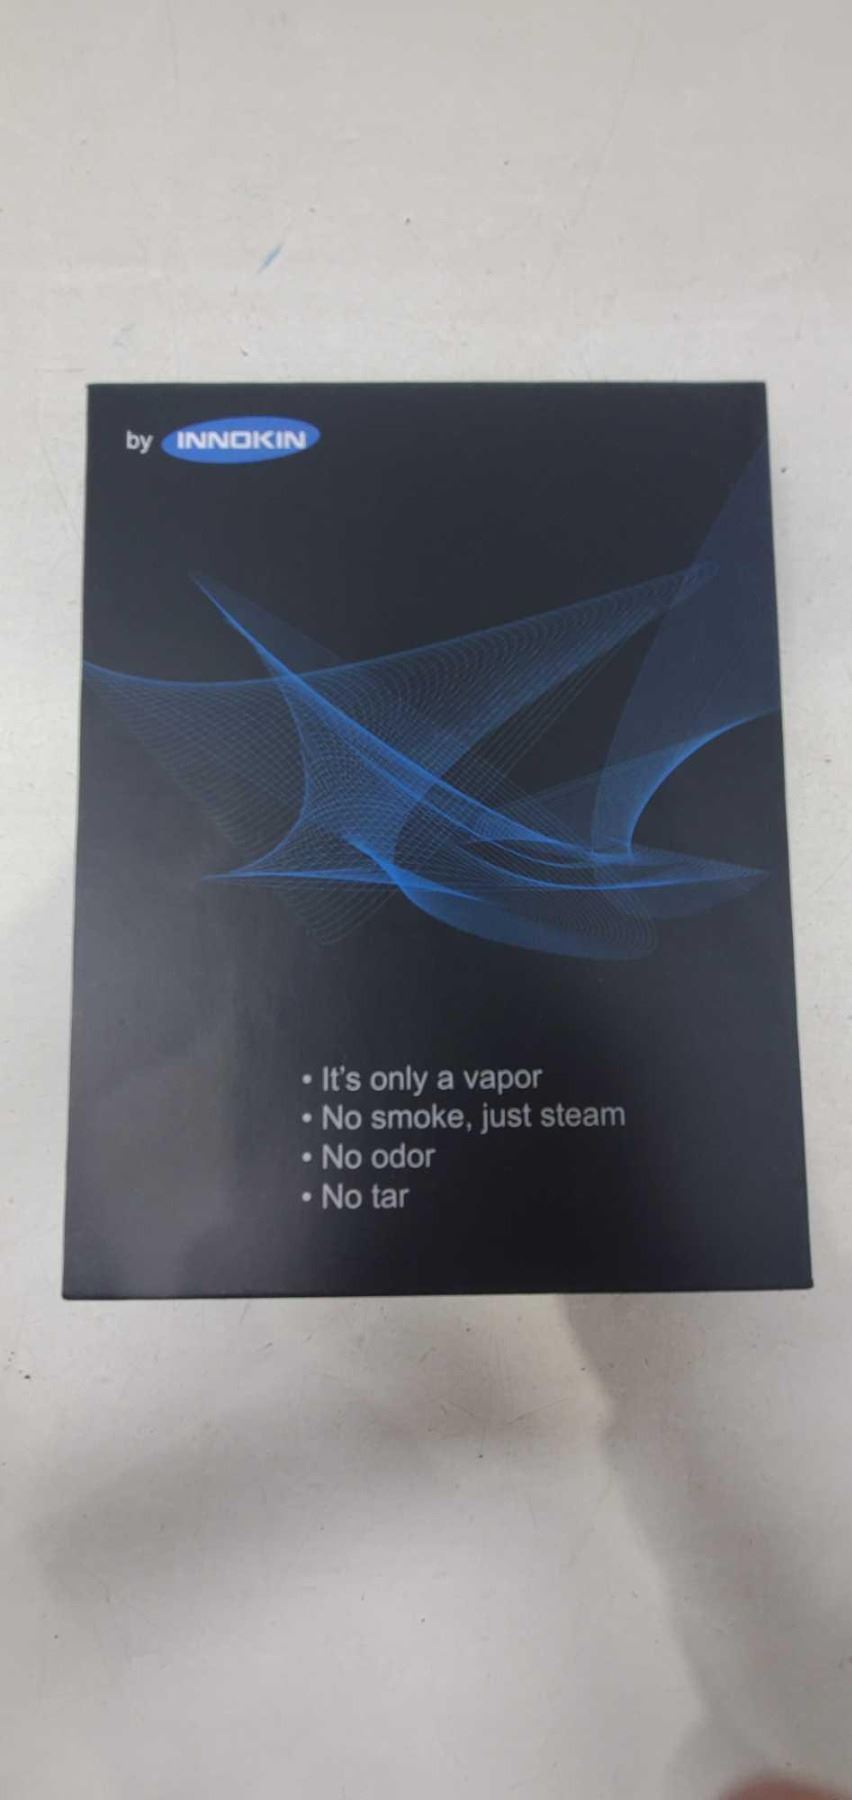 by INNOKIN
• It's only a vapor
• No smoke, just steam
• No odor
• No tar